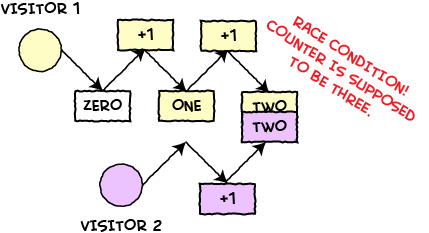 VISITOR 1
+1
+1
RACE CONDITION!
COUNTER IS SUPPOSED
TO BE THREE.
ZERO
ONE
TWO
TWO
+1
VISITOR 2